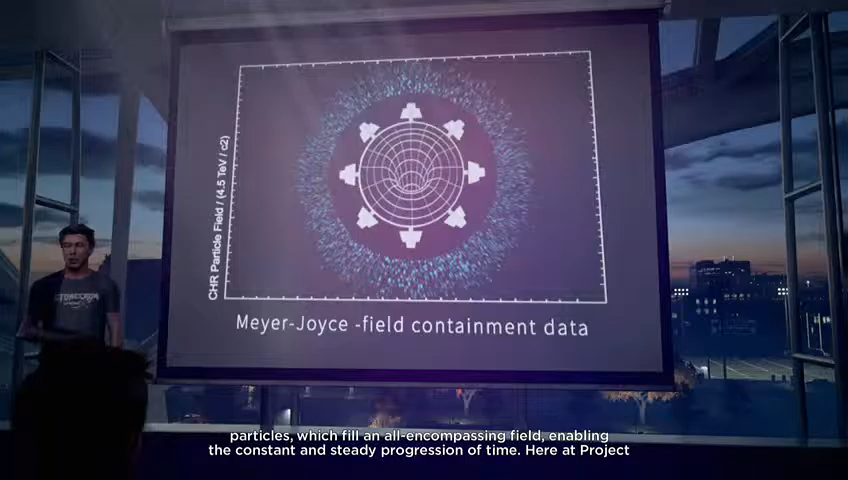 CHR Particle Field / (4.5 TeV / c2)
Meyer-Joyce -field containment data
particles, which fill an all-encompassing field, enabling
the constant and steady progression of time. Here at Project